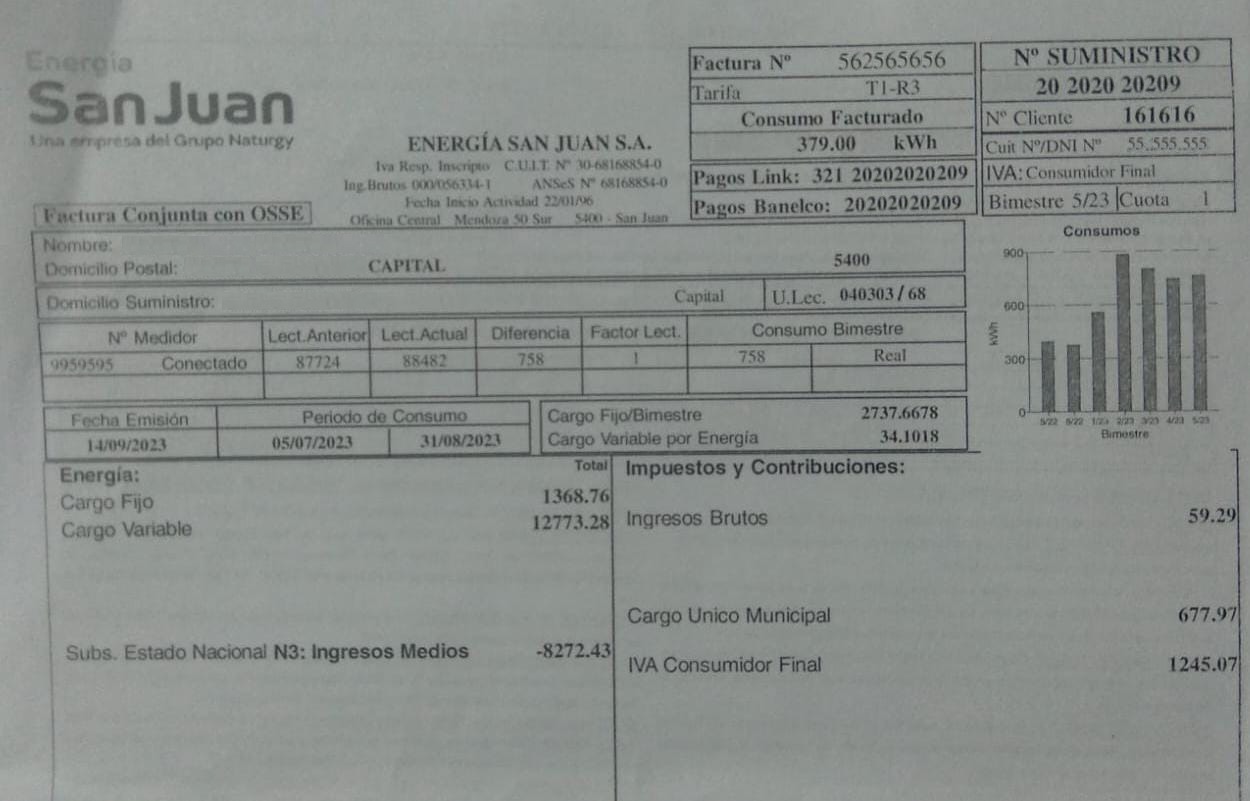 Energía
San Juan
Una empresa del Grupo Naturgy
Factura Conjunta con OSSE
ENERGÍA SAN JUAN S.A.
Iva Resp. Inscripto C.U.I.T. Nº 30-68168854-0
Ing.Brutos 000/056334-1 ANSeS Nº 68168854-0
Fecha Inicio Actividad 22/01/96
Oficina Central Mendoza 50 Sur 5400 - San Juan
Factura Nº 562565656
Tarifa T1-R3
Consumo Facturado
379.00 kWh
Pagos Link: 321 20202020209
Pagos Banelco: 20202020209
Nº SUMINISTRO
20 2020 20209
Nº Cliente 161616
Cuit Nº/DNI Nº 55.555.555
IVA: Consumidor Final
Bimestre 5/23 Cuota 1
Nombre:
Domicilio Postal: CAPITAL 5400
Domicilio Suministro: Capital U.Lec. 040303 / 68
Nº Medidor Lect.Anterior Lect.Actual Diferencia Factor Lect. Consumo Bimestre
9959595 Conectado 87724 88482 758 1 758 Real
Fecha Emisión Periodo de Consumo
14/09/2023 05/07/2023 31/08/2023
Cargo Fijo/Bimestre 2737.6678
Cargo Variable por Energía 34.1018
Consumos
900
600
300
0
kWh
5/22 6/22 1/23 2/23 3/23 4/23 5/23
Bimestre
Energía: Total
Cargo Fijo 1368.76
Cargo Variable 12773.28
Subs. Estado Nacional N3: Ingresos Medios -8272.43
Impuestos y Contribuciones:
Ingresos Brutos 59.29
Cargo Unico Municipal 677.97
IVA Consumidor Final 1245.07